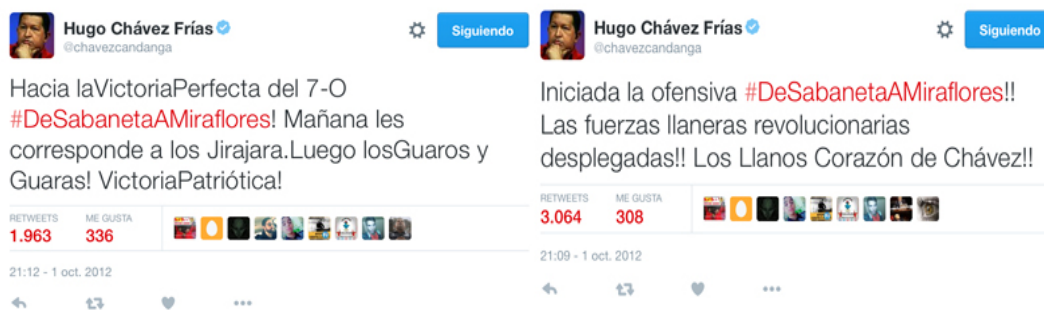 Hugo Chávez Frías
@chavezcandanga
Siguiendo
Hacia laVictoriaPerfecta del 7-O
#DeSabanetaAMiraflores! Mañana les
corresponde a los Jirajara.Luego losGuaros y
Guaras! VictoriaPatriótica!
RETWEETS ME GUSTA
1.963 336
21:12 - 1 oct. 2012
Hugo Chávez Frías
@chavezcandanga
Siguiendo
Iniciada la ofensiva #DeSabanetaAMiraflores!!
Las fuerzas llaneras revolucionarias
desplegadas!! Los Llanos Corazón de Chávez!!
RETWEETS ME GUSTA
3.064 308
21:09 - 1 oct. 2012